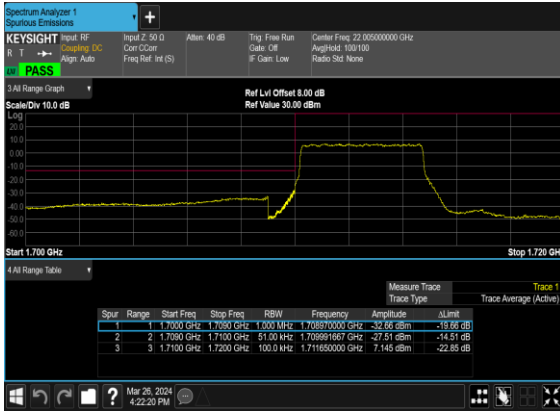 Spectrum Analyzer 1
Spurious Emissions
+
KEYSIGHT Input: RF Input Z: 50 Ω Atten: 40 dB Trig: Free Run Center Freq: 22.005000000 GHz
R T Coupling: DC Corr CCorr Gate: Off Avg|Hold: 100/100
Align: Auto Freq Ref: Int (S) IF Gain: Low Radio Std: None
PASS
3 All Range Graph
Ref Lvl Offset 8.00 dB
Scale/Div 10.0 dB Ref Value 30.00 dBm
Log
20.0
10.0
0.00
-10.0
-20.0
-30.0
-40.0
-50.0
-60.0
Start 1.700 GHz Stop 1.720 GH
4 All Range Table
Measure Trace Trace 1
Trace Type Trace Average (Active)
Spur Range Start Freq Stop Freq RBW Frequency Amplitude ΔLimit
1 1 1.7000 GHz 1.7090 GHz 1.000 MHz 1.708970000 GHz -32.66 dBm -19.66 dB
2 2 1.7090 GHz 1.7100 GHz 51.00 kHz 1.709991667 GHz -27.51 dBm -14.51 dB
3 3 1.7100 GHz 1.7200 GHz 100.0 kHz 1.711650000 GHz 7.145 dBm -22.85 dB
?
Mar 26, 2024
4:22:20 PM